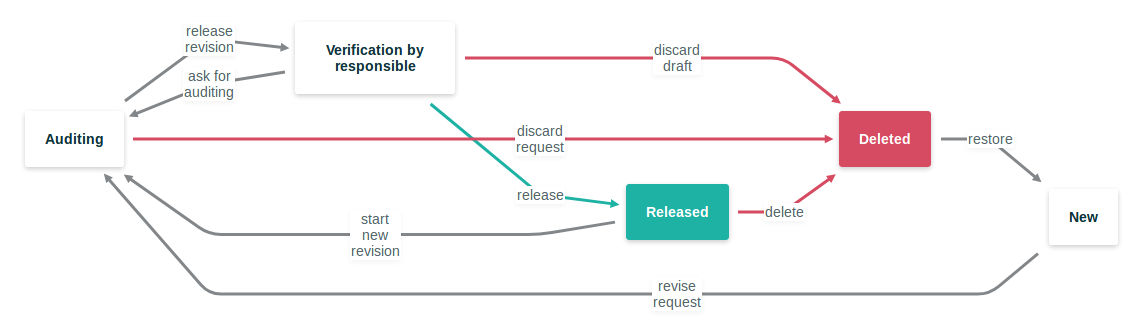 release
revision
Verification by
responsible
ask for
auditing
discard
draft
Auditing
discard
request
Deleted
restore
release
Released
delete
New
start
new
revision
revise
request